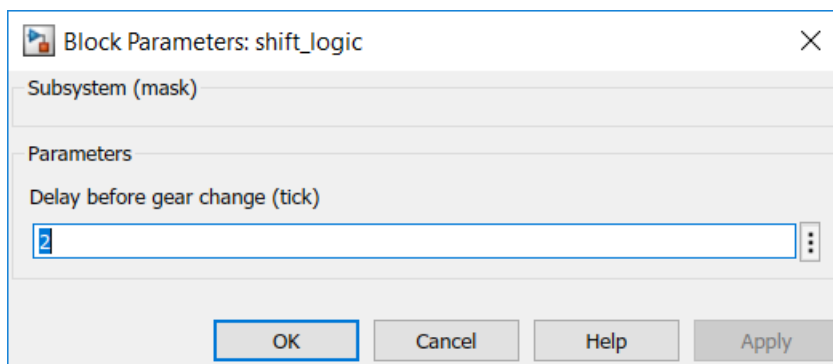 Block Parameters: shift_logic
Subsystem (mask)
Parameters
Delay before gear change (tick)
2
OK Cancel Help Apply